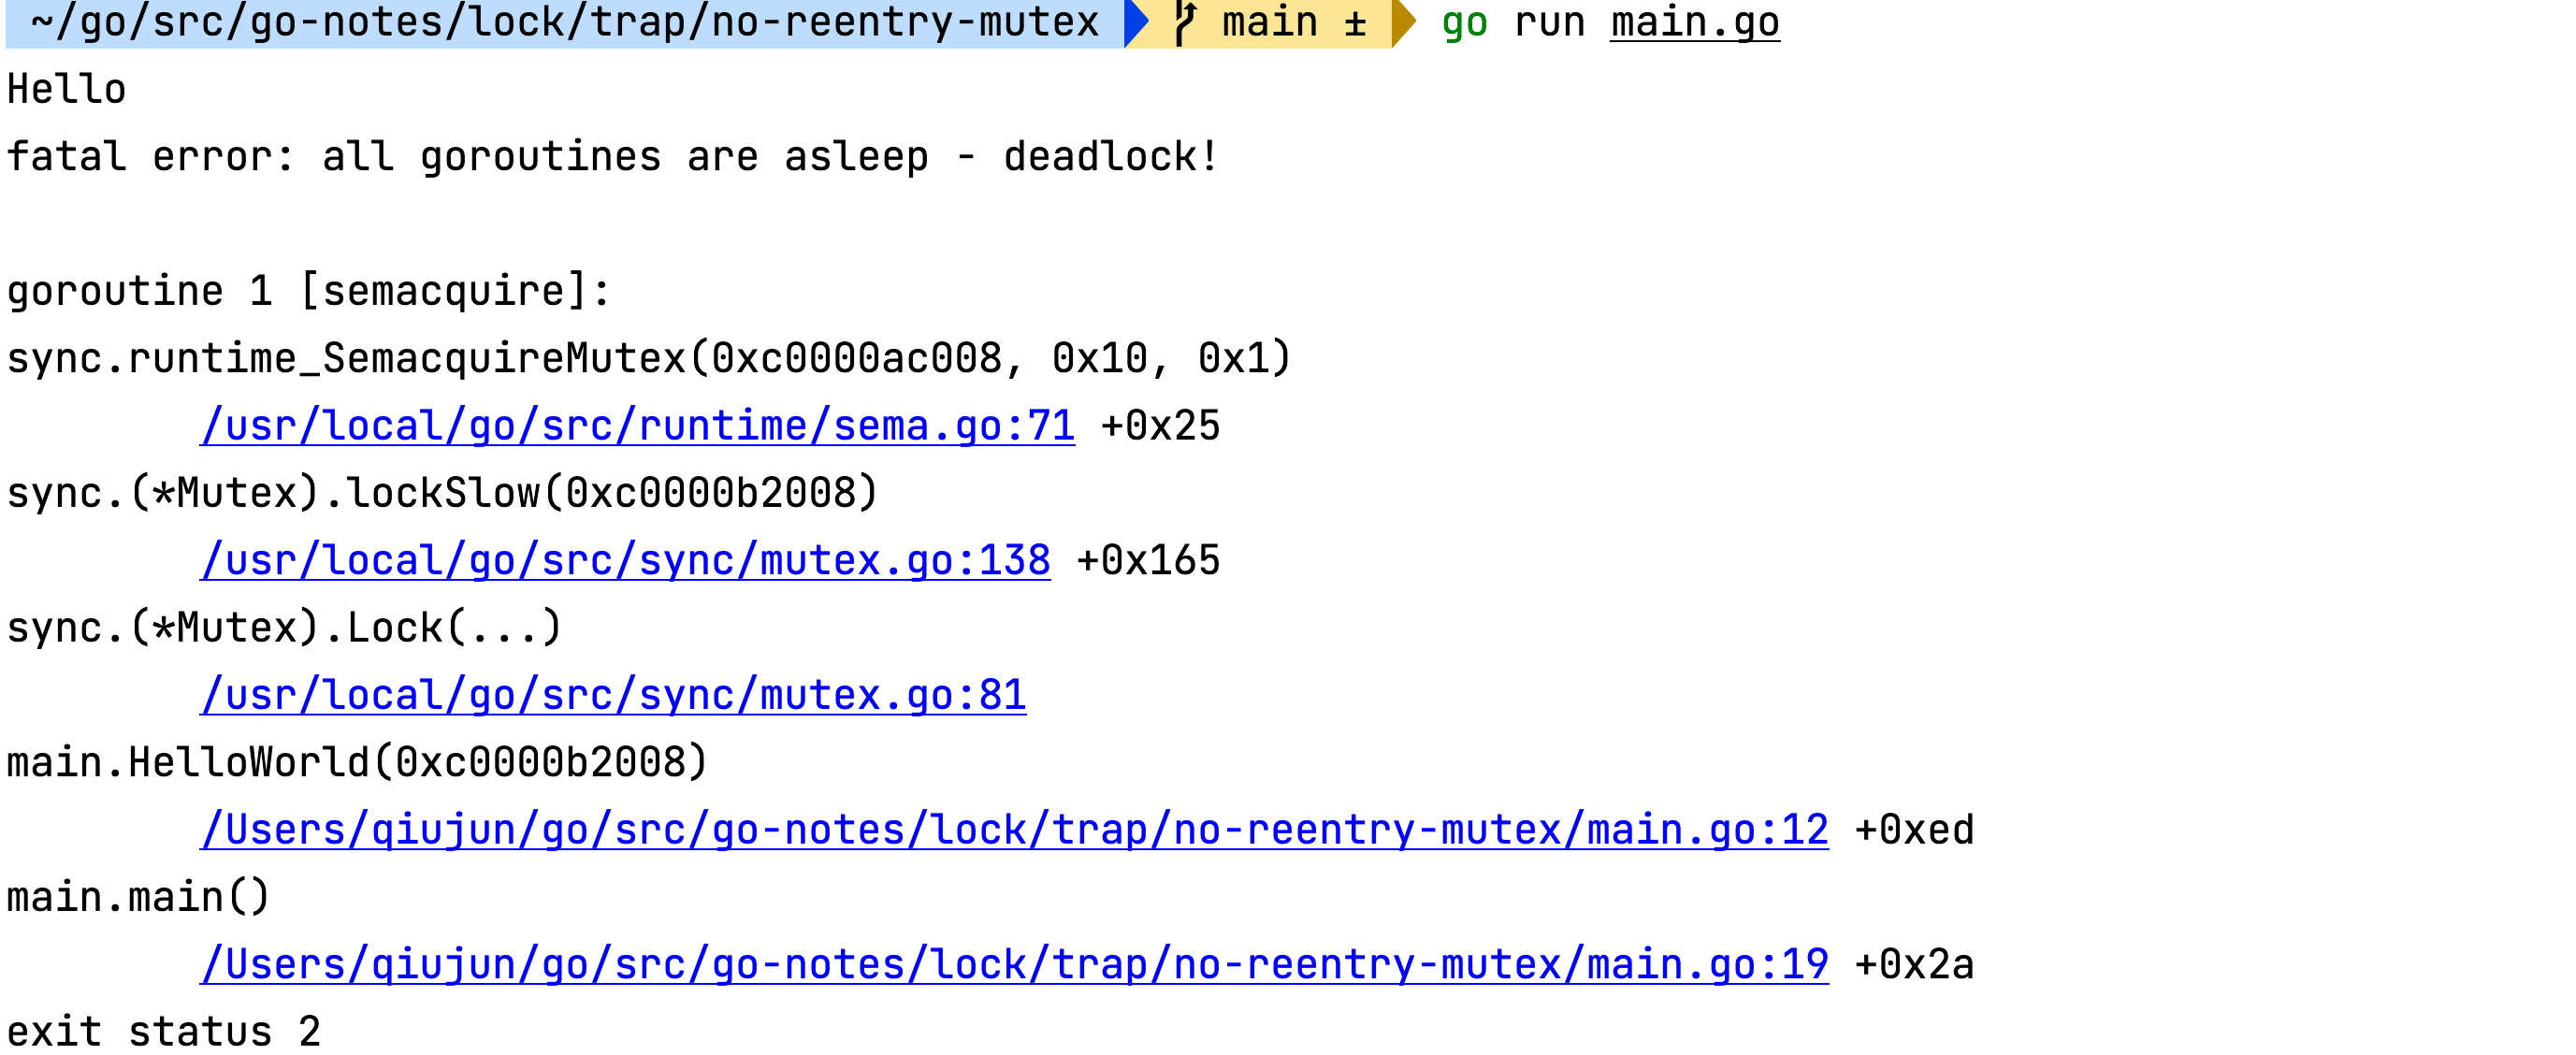 ~/go/src/go-notes/lock/trap/no-reentry-mutex main ± go run main.go
Hello
fatal error: all goroutines are asleep - deadlock!
goroutine 1 [semacquire]:
sync.runtime_SemacquireMutex(0xc0000ac008, 0x10, 0x1)
/usr/local/go/src/runtime/sema.go:71 +0x25
sync.(*Mutex).lockSlow(0xc0000b2008)
/usr/local/go/src/sync/mutex.go:138 +0x165
sync.(*Mutex).Lock(...)
/usr/local/go/src/sync/mutex.go:81
main.HelloWorld(0xc0000b2008)
/Users/qiujun/go/src/go-notes/lock/trap/no-reentry-mutex/main.go:12 +0xed
main.main()
/Users/qiujun/go/src/go-notes/lock/trap/no-reentry-mutex/main.go:19 +0x2a
exit status 2